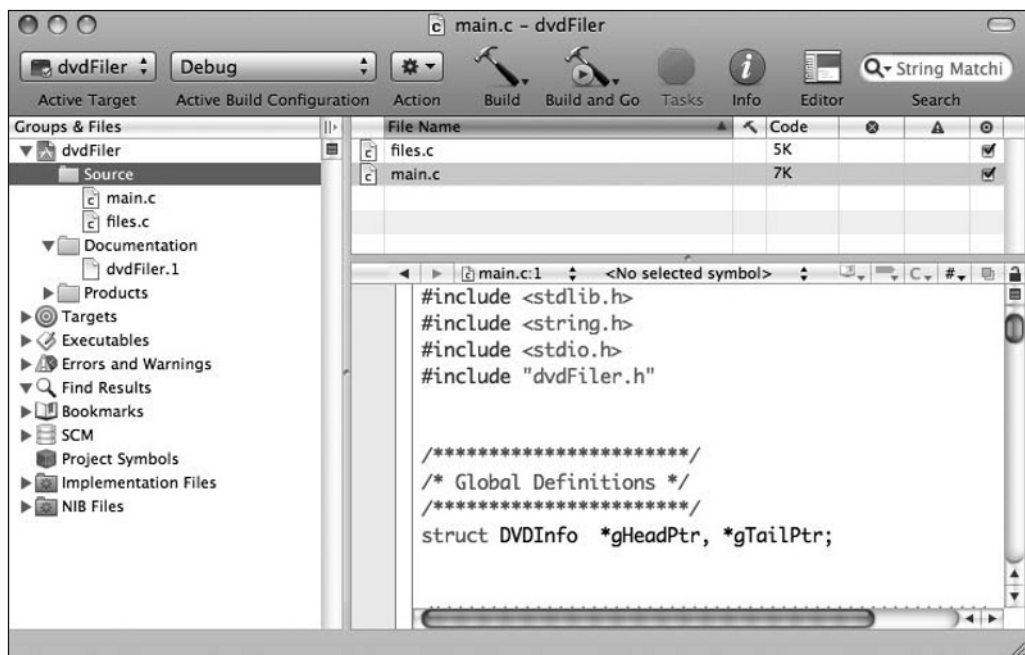 main.c – dvdFiler
dvdFiler Debug String Matchi
Active Target Active Build Configuration Action Build Build and Go Tasks Info Editor Search
Groups & Files
dvdFiler
Source
main.c
files.c
Documentation
dvdFiler.1
Products
Targets
Executables
Errors and Warnings
Find Results
Bookmarks
SCM
Project Symbols
Implementation Files
NIB Files
File Name Code
files.c 5K
main.c 7K
main.c:1 <No selected symbol> C #
#include <stdlib.h>
#include <string.h>
#include <stdio.h>
#include "dvdFiler.h"
/***********************/
/* Global Definitions */
/***********************/
struct DVDInfo *gHeadPtr, *gTailPtr;